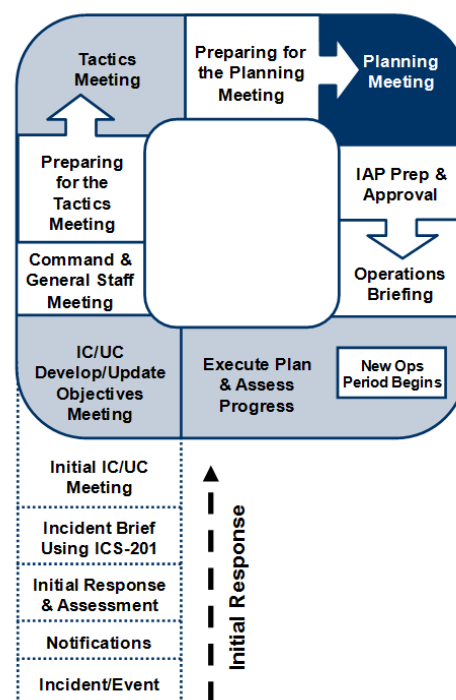 Tactics
Meeting
Preparing for
the Planning
Meeting
Planning
Meeting
Preparing
for the
Tactics
Meeting
IAP Prep &
Approval
Command &
General Staff
Meeting
Operations
Briefing
IC/UC
Develop/Update
Objectives
Meeting
Execute Plan
& Assess
Progress
New Ops
Period Begins
Initial IC/UC
Meeting
Incident Brief
Using ICS-201
Initial Response
& Assessment
Notifications
Incident/Event
Initial Response